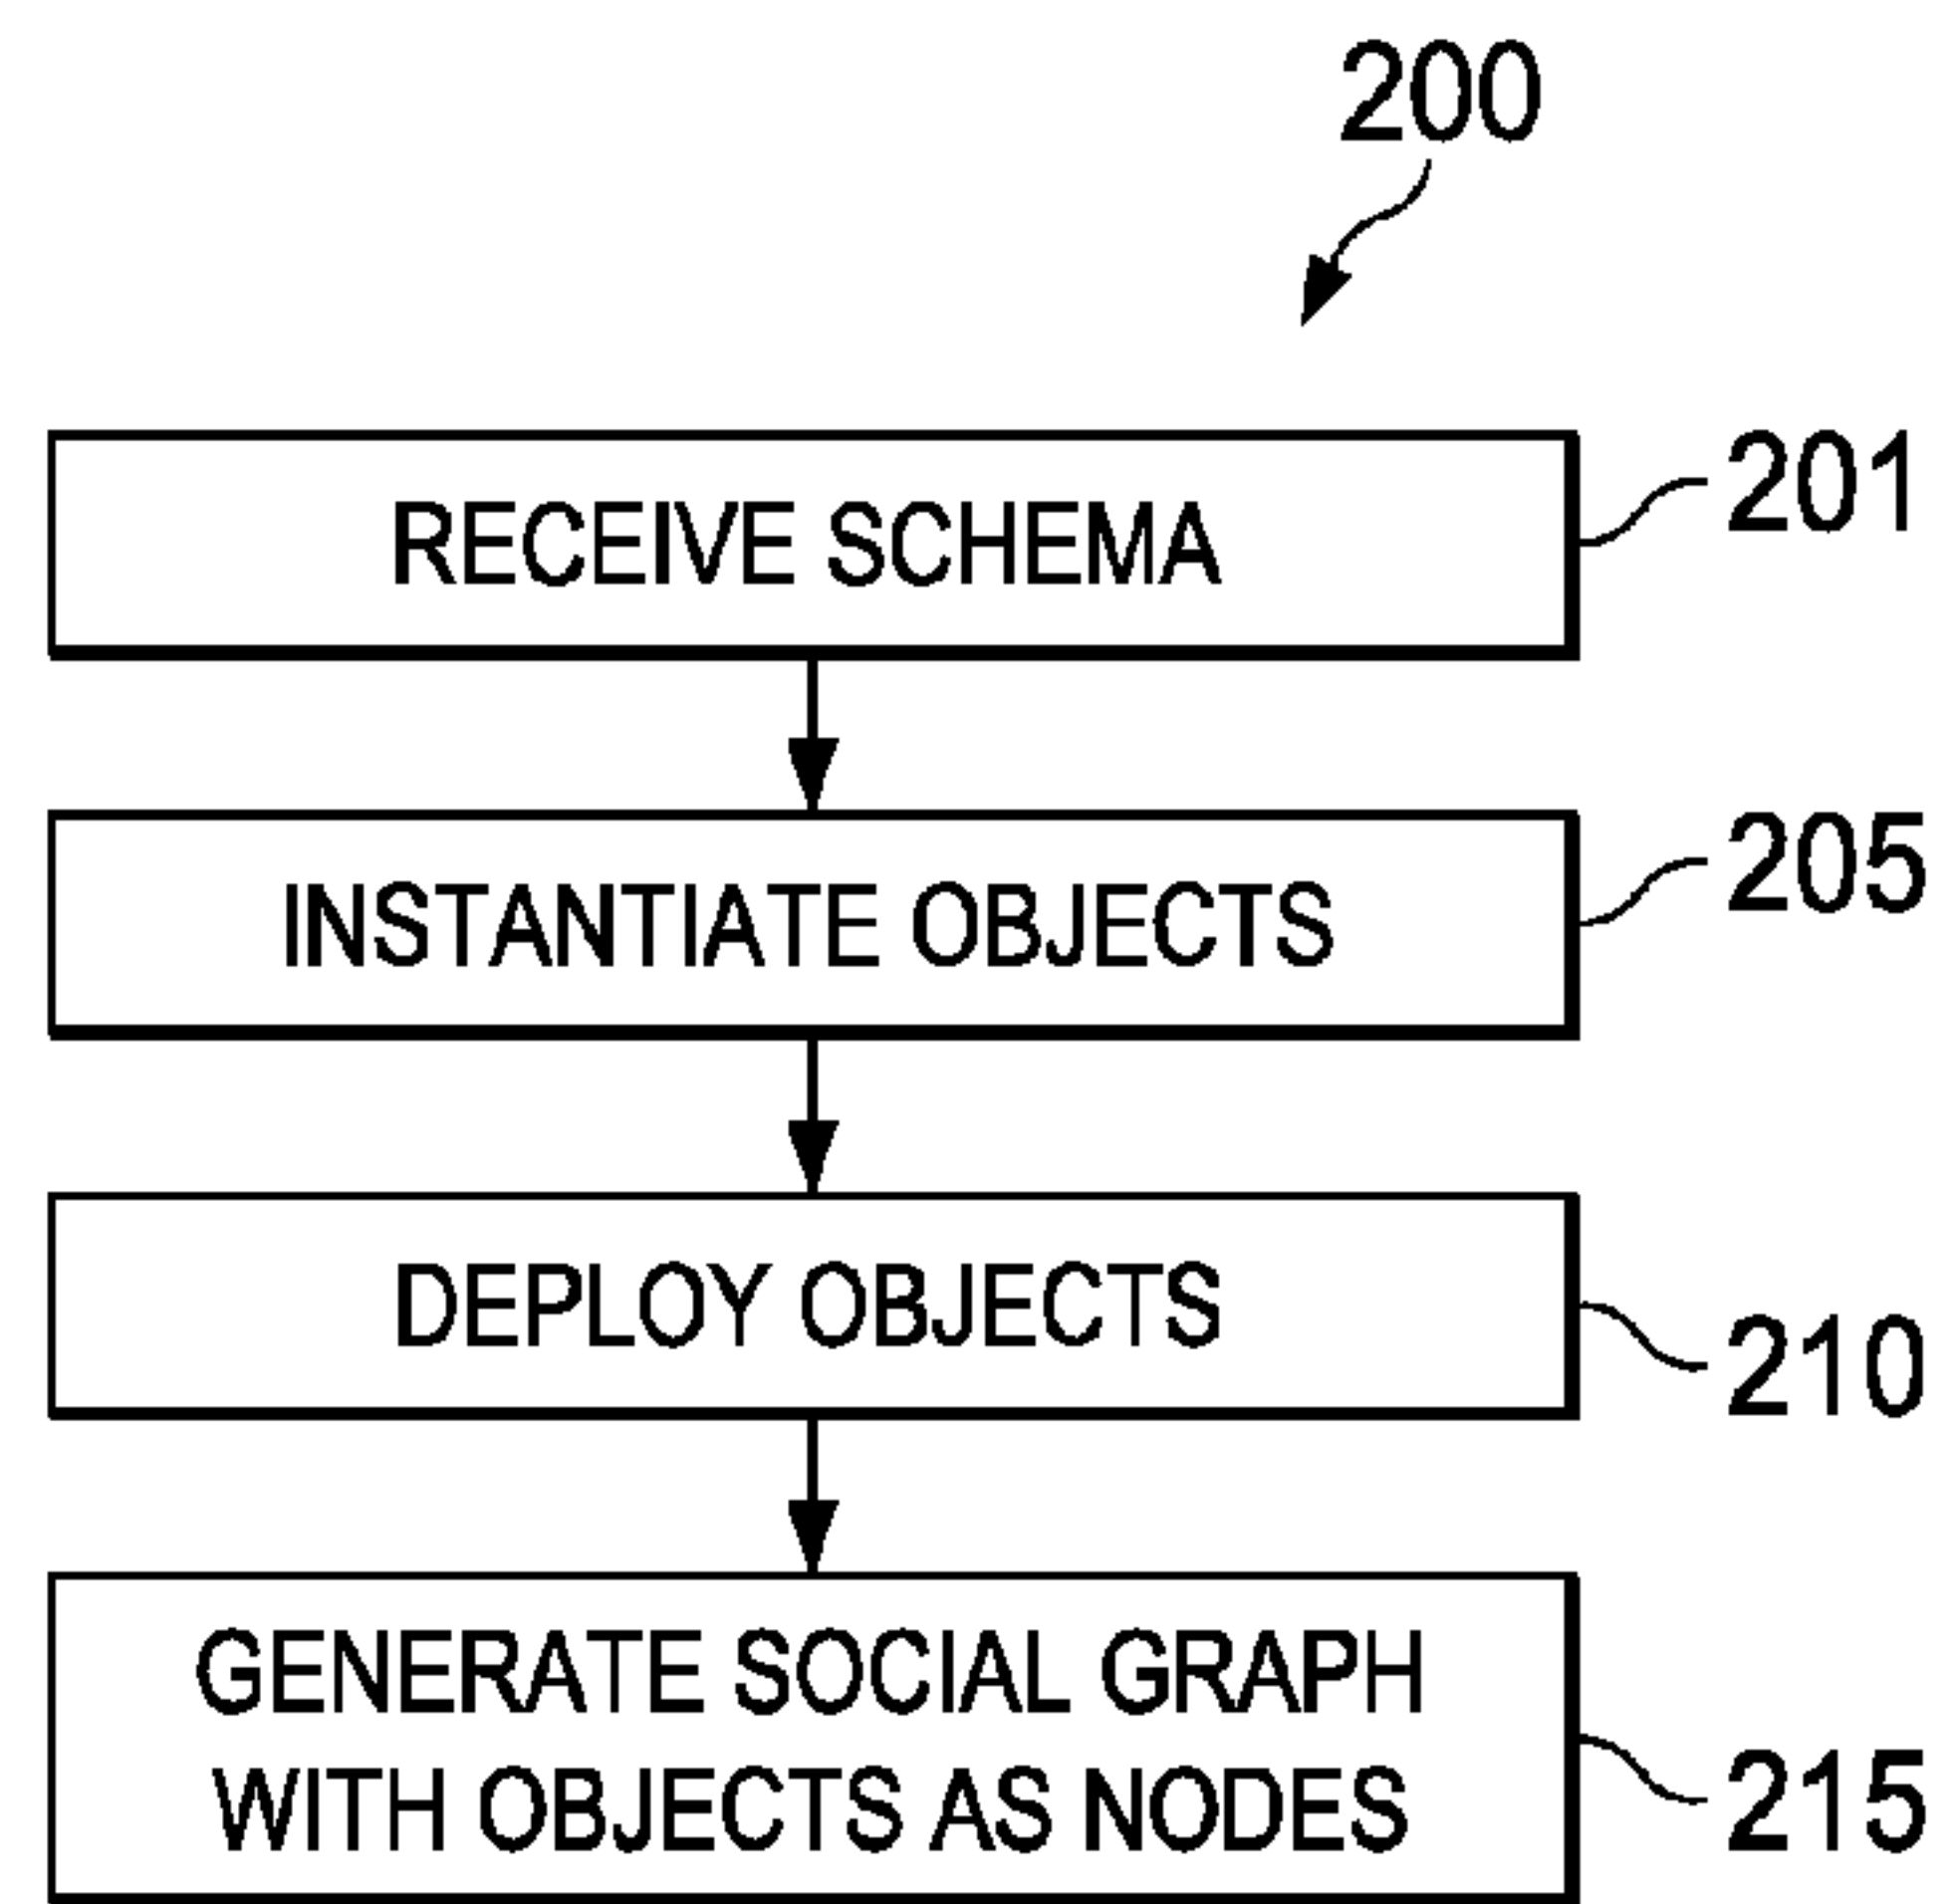 200
RECEIVE SCHEMA
201
INSTANTIATE OBJECTS
205
DEPLOY OBJECTS
210
GENERATE SOCIAL GRAPH
WITH OBJECTS AS NODES
215